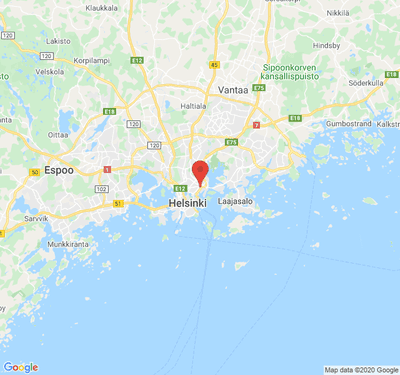 Klaukkala
Nikkilä
Lakisto
120
Korpilampi
E12
45
Hindsby
Sipoonkorven
kansallispuisto
Velskola
Vantaa
Söderkulla
120
Haltiala
E75
E18
E18
Gumbostrand
Kalkstr
Oittaa
7
E75
50
Espoo
1
102
E12
Sarvvik
51
Helsinki
Laajasalo
Munkkiranta
Google
Map data ©2020 Google